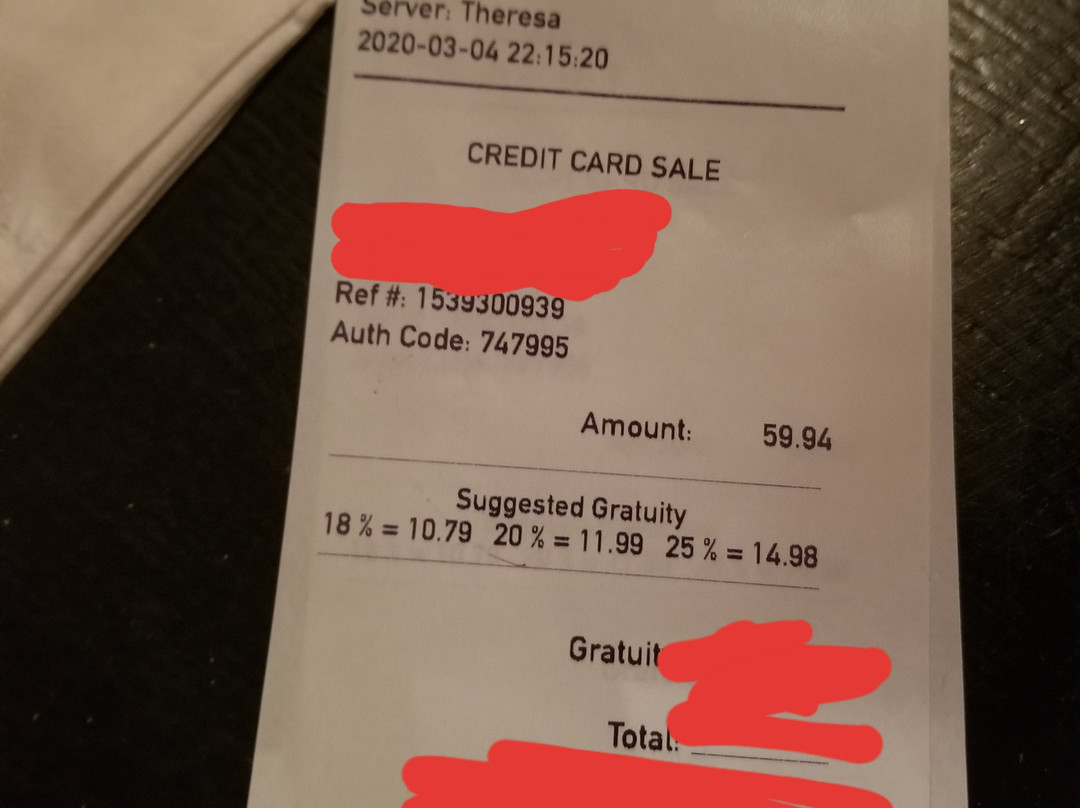 Server: Theresa
2020-03-04 22:15:20
CREDIT CARD SALE
Ref #: 1539300939
Auth Code: 747995
Amount: 59.94
Suggested Gratuity
18 % = 10.79 20 % = 11.99 25 % = 14.98
Gratuit
Total: